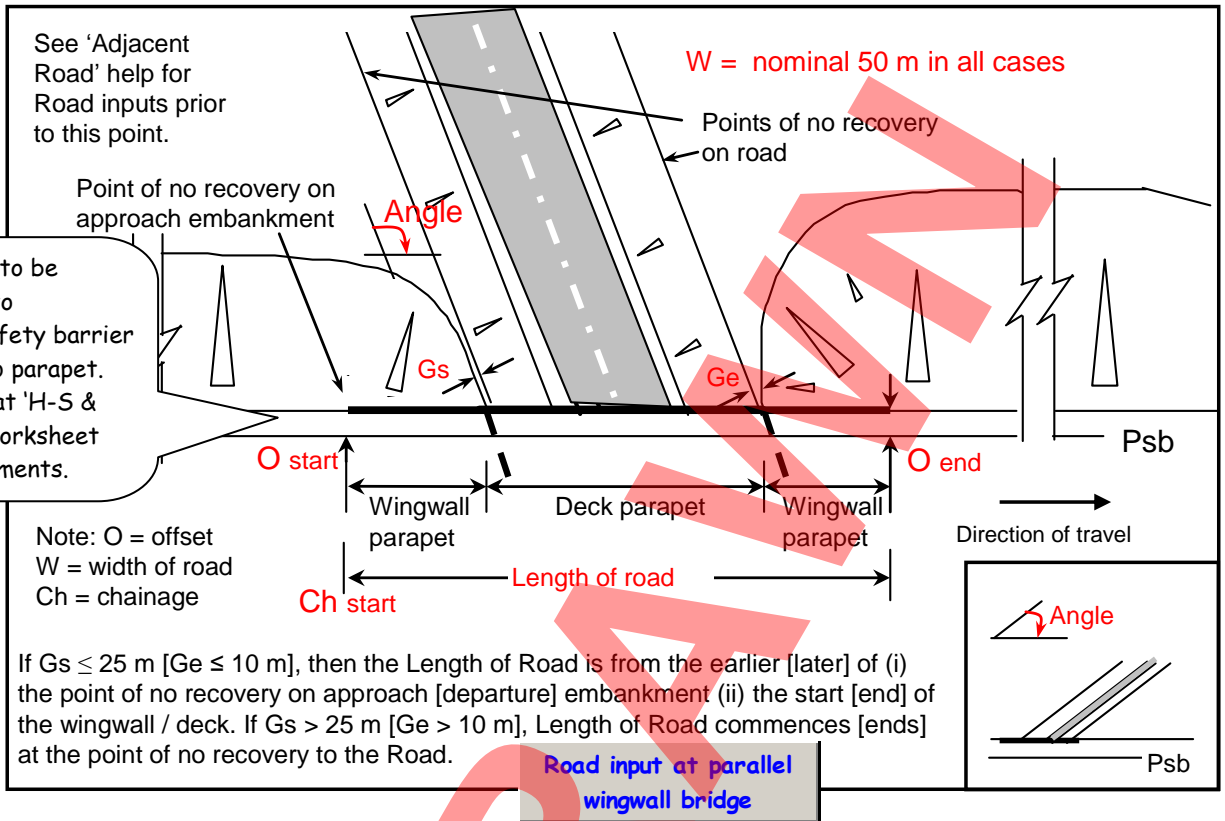 See ‘Adjacent
Road’ help for
Road inputs prior
to this point.
W = nominal 50 m in all cases
Points of no recovery
on road
Point of no recovery on
approach embankment
Angle
to be
o
fety barrier
o parapet.
at ‘H-S &
orksheet
ments.
Gs
Ge
O start
O end
Psb
Wingwall
parapet
Deck parapet
Wingwall
parapet
Direction of travel
Note: O = offset
W = width of road
Ch = chainage
Length of road
Ch start
Angle
Psb
If Gs ≤ 25 m [Ge ≤ 10 m], then the Length of Road is from the earlier [later] of (i)
the point of no recovery on approach [departure] embankment (ii) the start [end] of
the wingwall / deck. If Gs > 25 m [Ge > 10 m], Length of Road commences [ends]
at the point of no recovery to the Road.
Road input at parallel
wingwall bridge